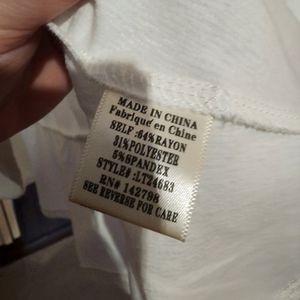 MADE IN CHINA
Fabriqué en Chine
SELF:64%RAYON
31%POLYESTER
5%SPANDEX
STYLE#:LT24683
RN# 142798
SEE REVERSE FOR CARE